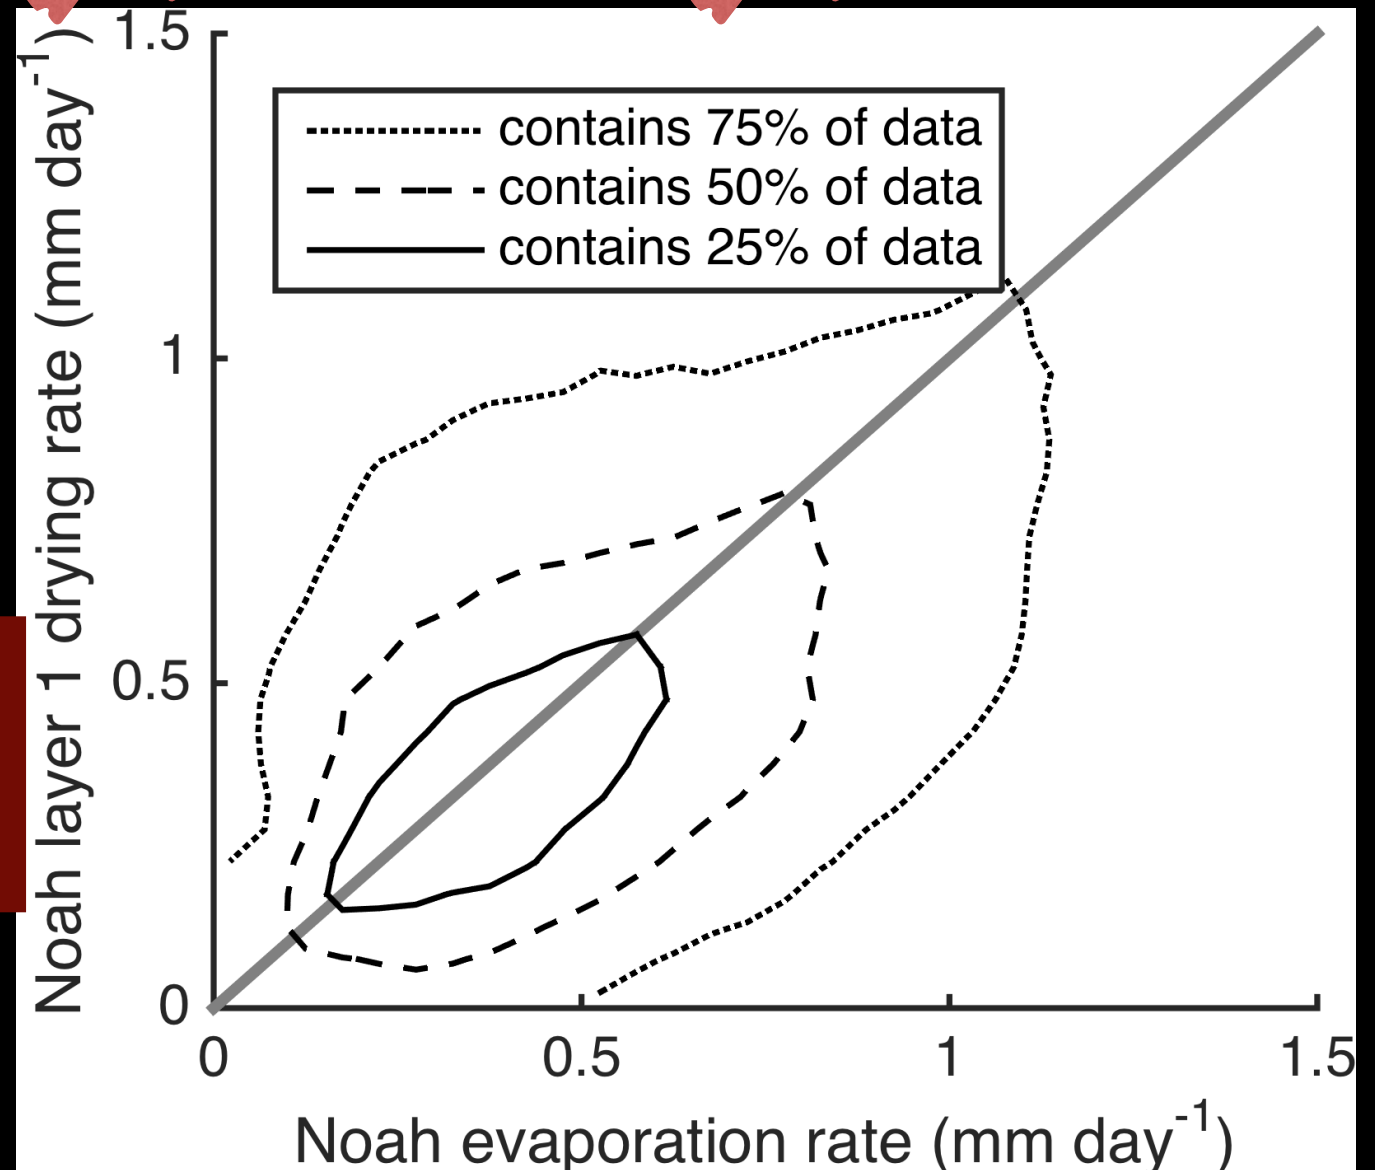 Noah layer 1 drying rate (mm day⁻¹)
1.5
1
0.5
0
contains 75% of data
contains 50% of data
contains 25% of data
0 0.5 1 1.5
Noah evaporation rate (mm day⁻¹)